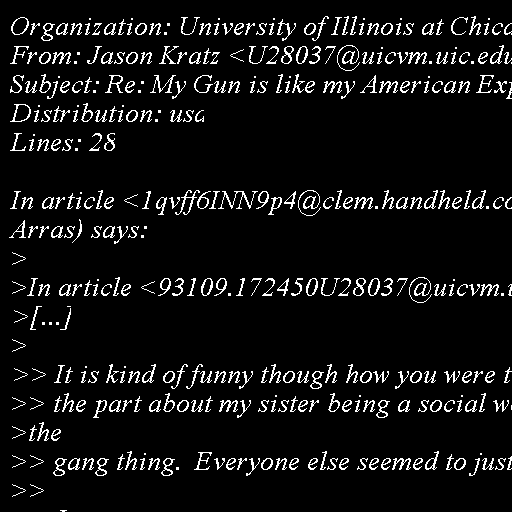 Organization: University of Illinois at Chica
From: Jason Kratz <U28037@uicvm.uic.edu
Subject: Re: My Gun is like my American Exp
Distribution: usa
Lines: 28

In article <1qvff6INN9p4@clem.handheld.co
Arras) says:
>
>In article <93109.172450U28037@uicvm.u
>[...]
>
>> It is kind of funny though how you were t
>> the part about my sister being a social w
>the
>> gang thing.  Everyone else seemed to just
>>